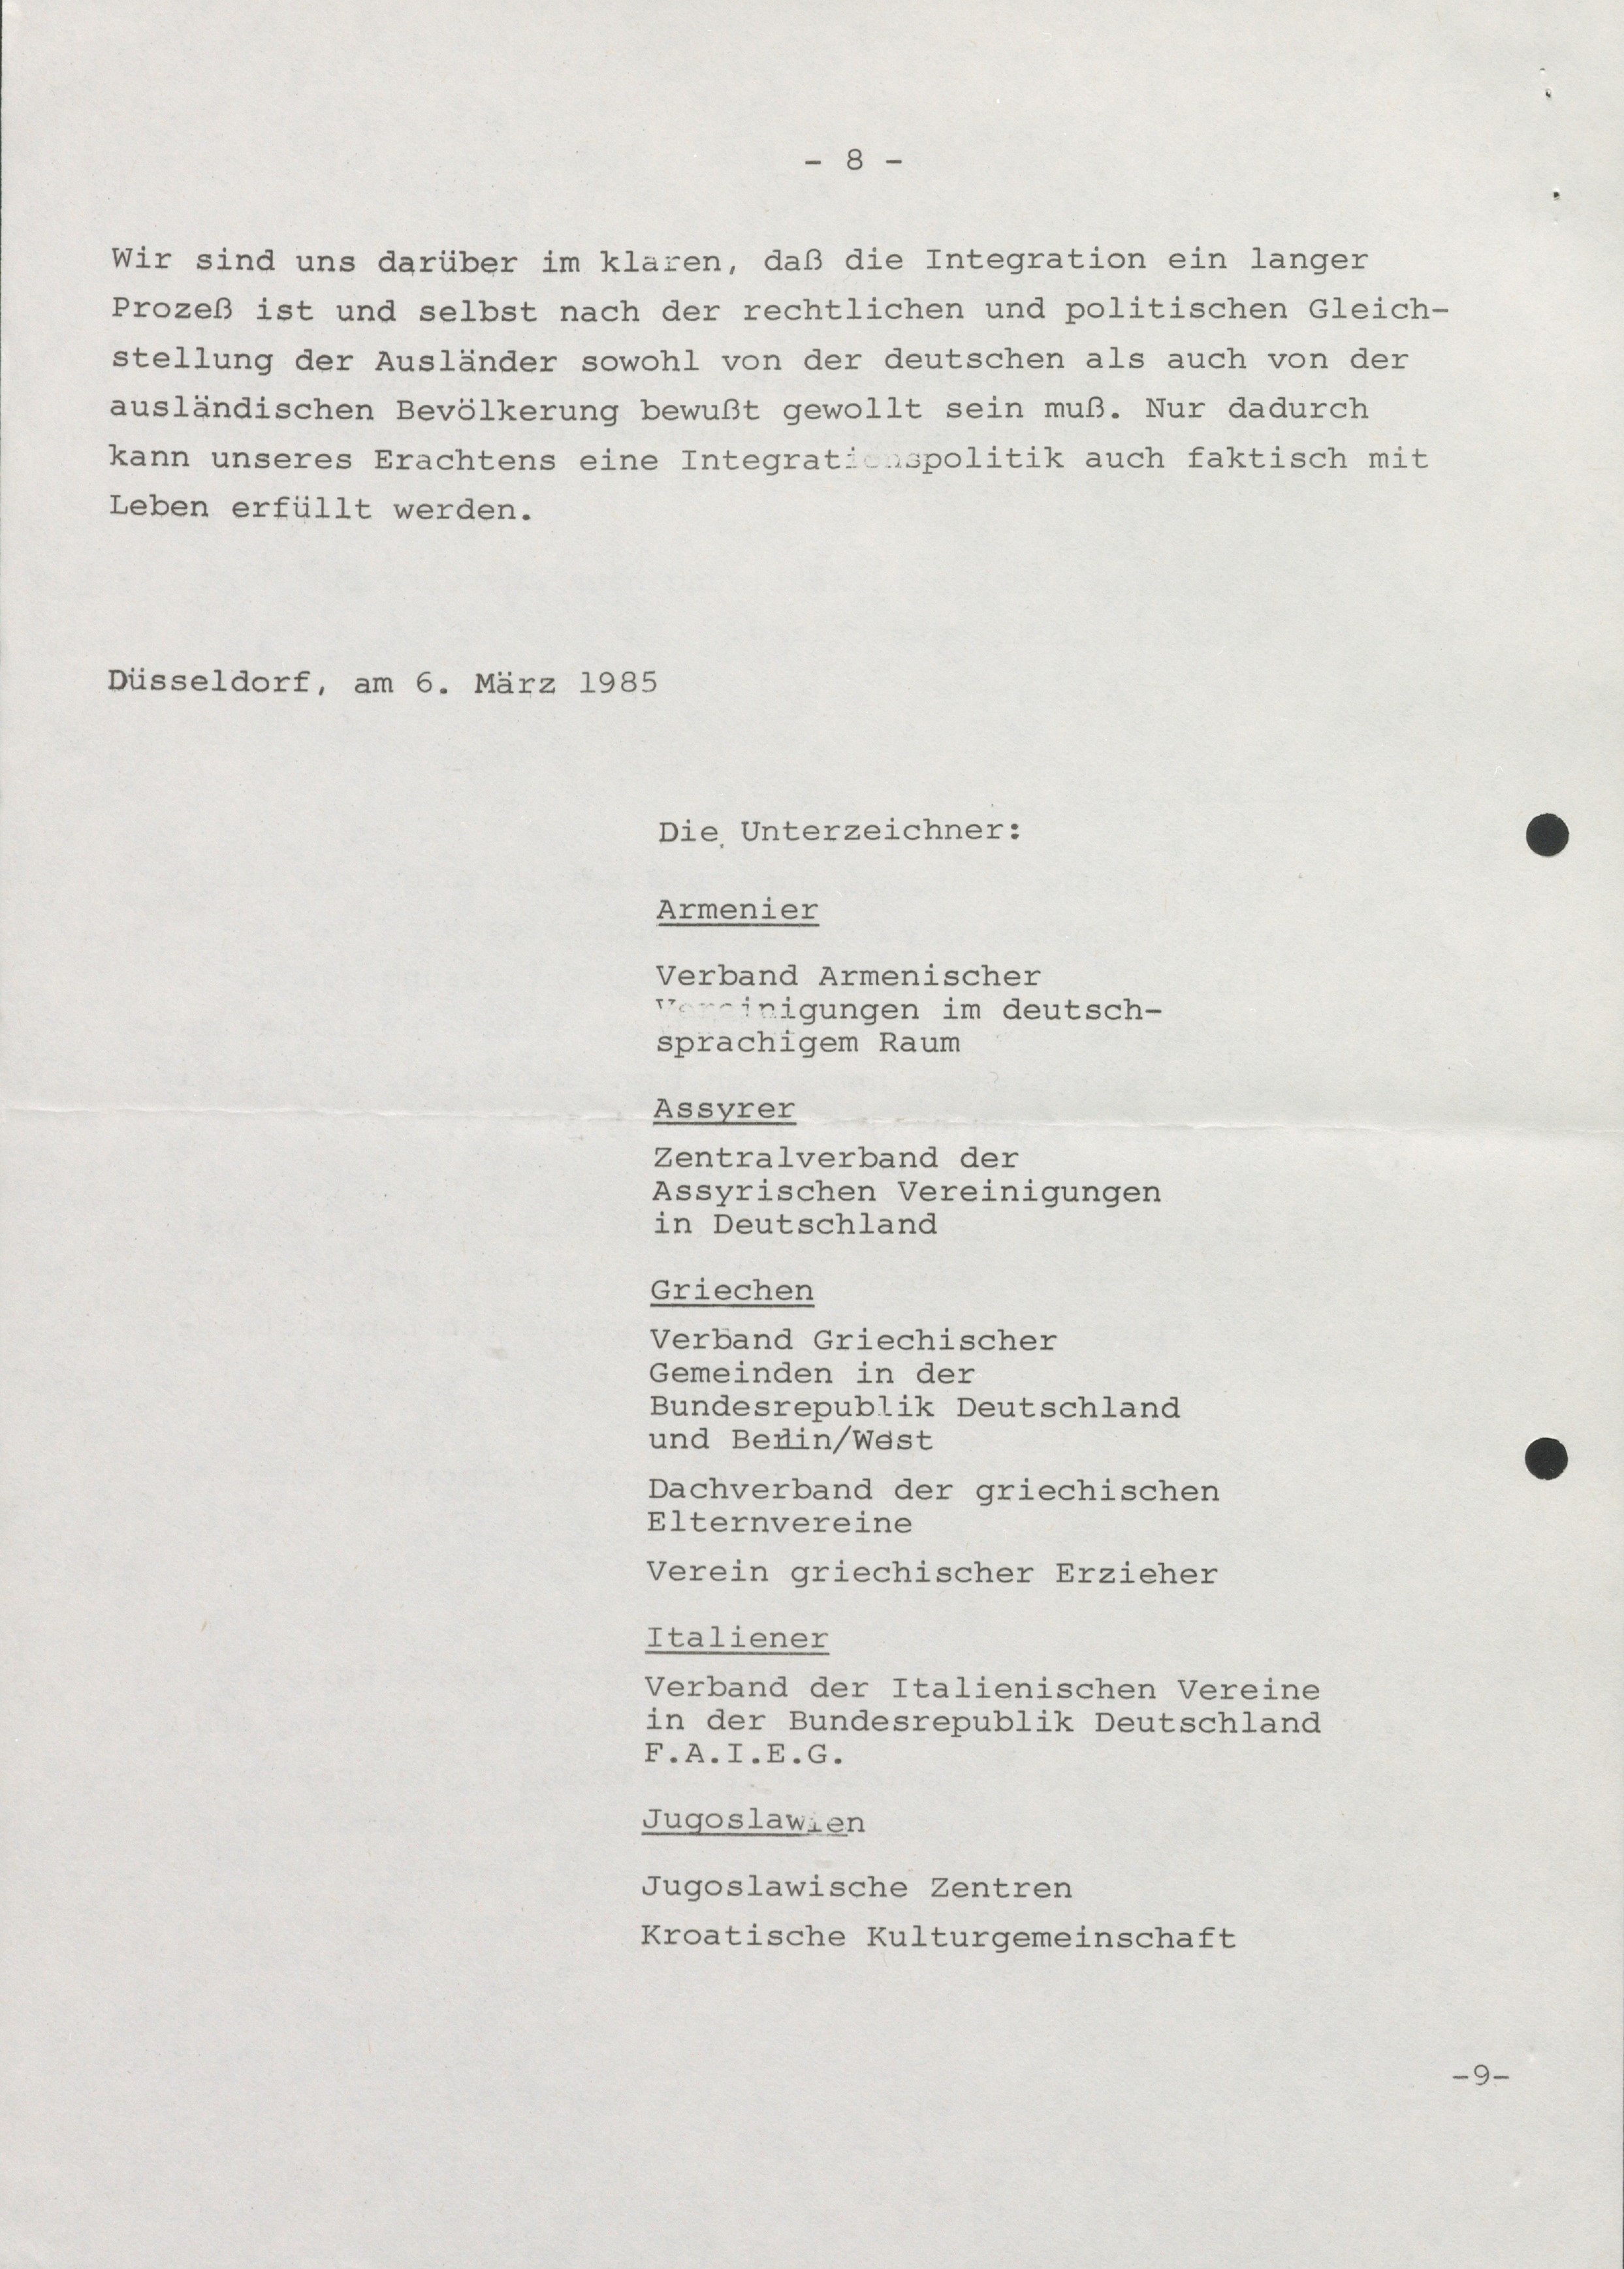 - 8 -
Wir sind uns darüber im klaren, daß die Integration ein langer
Prozeß ist und selbst nach der rechtlichen und politischen Gleich-
stellung der Ausländer sowohl von der deutschen als auch von der
ausländischen Bevölkerung bewußt gewollt sein muß. Nur dadurch
kann unseres Erachtens eine Integrationspolitik auch faktisch mit
Leben erfüllt werden.
Düsseldorf, am 6. März 1985
Die Unterzeichner:
Armenier
Verband Armenischer
Vereinigungen im deutsch-
sprachigem Raum
Assyrer
Zentralverband der
Assyrischen Vereinigungen
in Deutschland
Griechen
Verband Griechischer
Gemeinden in der
Bundesrepublik Deutschland
und Berlin/West
Dachverband der griechischen
Elternvereine
Verein griechischer Erzieher
Italiener
Verband der Italienischen Vereine
in der Bundesrepublik Deutschland
F.A.I.E.G.
Jugoslawien
Jugoslawische Zentren
Kroatische Kulturgemeinschaft
-9-